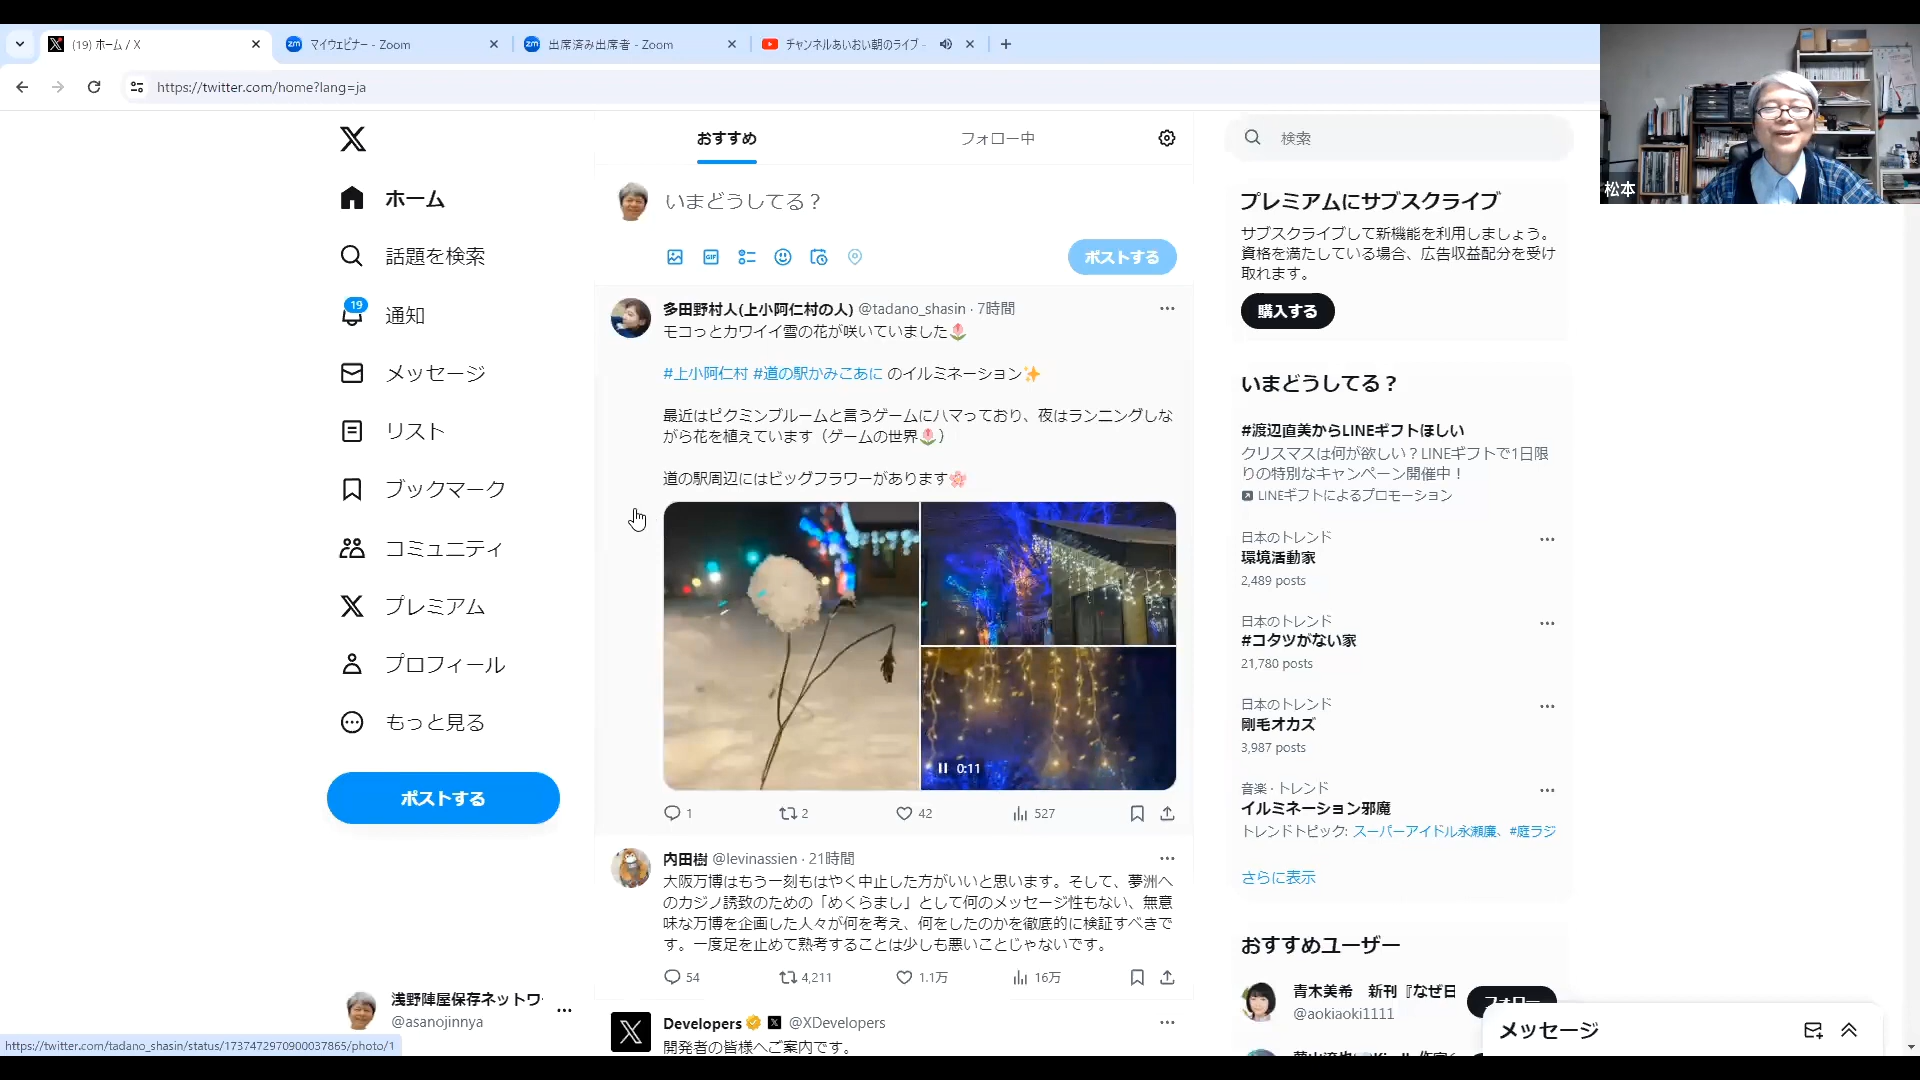 (19) ホーム / X
マイウェビナー - Zoom
出席済み出席者 - Zoom
チャンネルあいおい朝のライブ -
https://twitter.com/home?lang=ja
松本
ホーム
話題を検索
19
通知
メッセージ
リスト
ブックマーク
コミュニティ
プレミアム
プロフィール
もっと見る
ポストする
浅野陣屋保存ネットワ
@asanojinnya
おすすめ
フォロー中
いまどうしてる？
GIF
ポストする
多田野村人(上小阿仁村の人) @tadano_shasin · 7時間
モコっとカワイイ雪の花が咲いていました🌷
#上小阿仁村 #道の駅かみこあに のイルミネーション✨
最近はピクミンブルームと言うゲームにハマっており、夜はランニングしな
がら花を植えています（ゲームの世界🌷）
道の駅周辺にはビッグフラワーがあります🌸
0:11
1 2 42 527
内田樹 @levinassien · 21時間
大阪万博はもう一刻もはやく中止した方がいいと思います。そして、夢洲へ
のカジノ誘致のための「めくらまし」として何のメッセージ性もない、無意
味な万博を企画した人々が何を考え、何をしたのかを徹底的に検証すべきで
す。一度足を止めて熟考することは少しも悪いことじゃないです。
54 4,211 1.1万 16万
Developers @XDevelopers
開発者の皆様へご案内です。
検索
プレミアムにサブスクライブ
サブスクライブして新機能を利用しましょう。
資格を満たしている場合、広告収益配分を受け
取れます。
購入する
いまどうしてる？
#渡辺直美からLINEギフトほしい
クリスマスは何が欲しい？LINEギフトで1日限
りの特別なキャンペーン開催中！
LINEギフトによるプロモーション
日本のトレンド
環境活動家
2,489 posts
日本のトレンド
#コタツがない家
21,780 posts
日本のトレンド
剛毛オカズ
3,987 posts
音楽 · トレンド
イルミネーション邪魔
トレンドトピック: スーパーアイドル永瀬廉、#庭ラジ
さらに表示
おすすめユーザー
青木美希 新刊『なぜ日
@aokiaoki1111
フォロー
メッセージ
https://twitter.com/tadano_shasin/status/1737472970900037865/photo/1